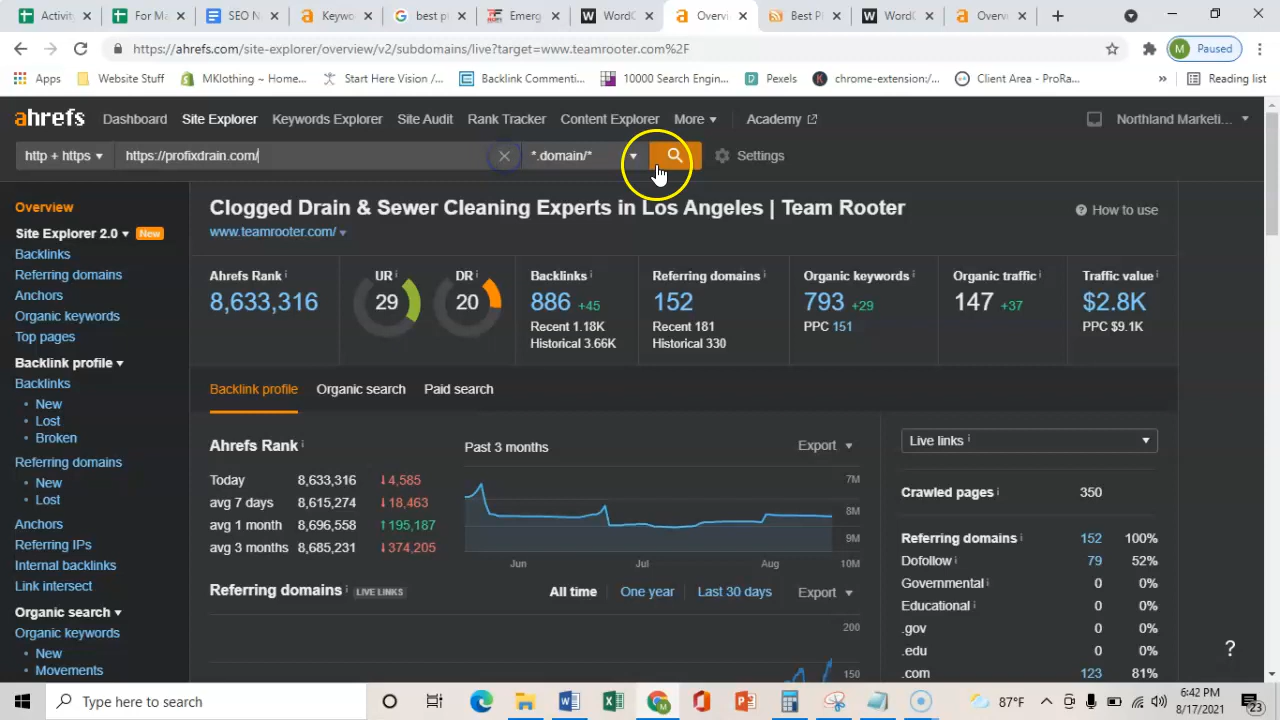 Activity
For Ma
SEO N
Keywo
best pl
Emerg
WordC
Overvi
Best P
WordC
Overv
https://ahrefs.com/site-explorer/overview/v2/subdomains/live?target=www.teamrooter.com%2F
M Paused
Apps
Website Stuff
MKlothing ~ Home...
Start Here Vision /...
Backlink Commenti...
10000 Search Engin...
Pexels
chrome-extension:/...
Client Area - ProRa...
»
Reading list
ahrefs
Dashboard
Site Explorer
Keywords Explorer
Site Audit
Rank Tracker
Content Explorer
More
Academy
Northland Marketi...
http + https
https://profixdrain.com/
*.domain/*
Settings
Overview
Site Explorer 2.0 New
Backlinks
Referring domains
Anchors
Organic keywords
Top pages
Backlink profile
Backlinks
New
Lost
Broken
Referring domains
New
Lost
Anchors
Referring IPs
Internal backlinks
Link intersect
Organic search
Organic keywords
New
Movements
Clogged Drain & Sewer Cleaning Experts in Los Angeles | Team Rooter
www.teamrooter.com/
How to use
Ahrefs Rank
8,633,316
UR
29
DR
20
Backlinks
886 +45
Recent 1.18K
Historical 3.66K
Referring domains
152
Recent 181
Historical 330
Organic keywords
793 +29
PPC 151
Organic traffic
147 +37
Traffic value
$2.8K
PPC $9.1K
Backlink profile
Organic search
Paid search
Ahrefs Rank
Today 8,633,316 ↓4,585
avg 7 days 8,615,274 ↓18,463
avg 1 month 8,696,558 ↑195,187
avg 3 months 8,685,231 ↓374,205
Past 3 months
Export
7M
8M
9M
10M
Jun
Jul
Aug
Referring domains LIVE LINKS
All time
One year
Last 30 days
Export
200
150
Live links
Crawled pages 350
Referring domains 152 100%
Dofollow 79 52%
Governmental 0 0%
Educational 0 0%
.gov 0 0%
.edu 0 0%
.com 123 81%
?
Type here to search
87°F
6:42 PM
8/17/2021
23